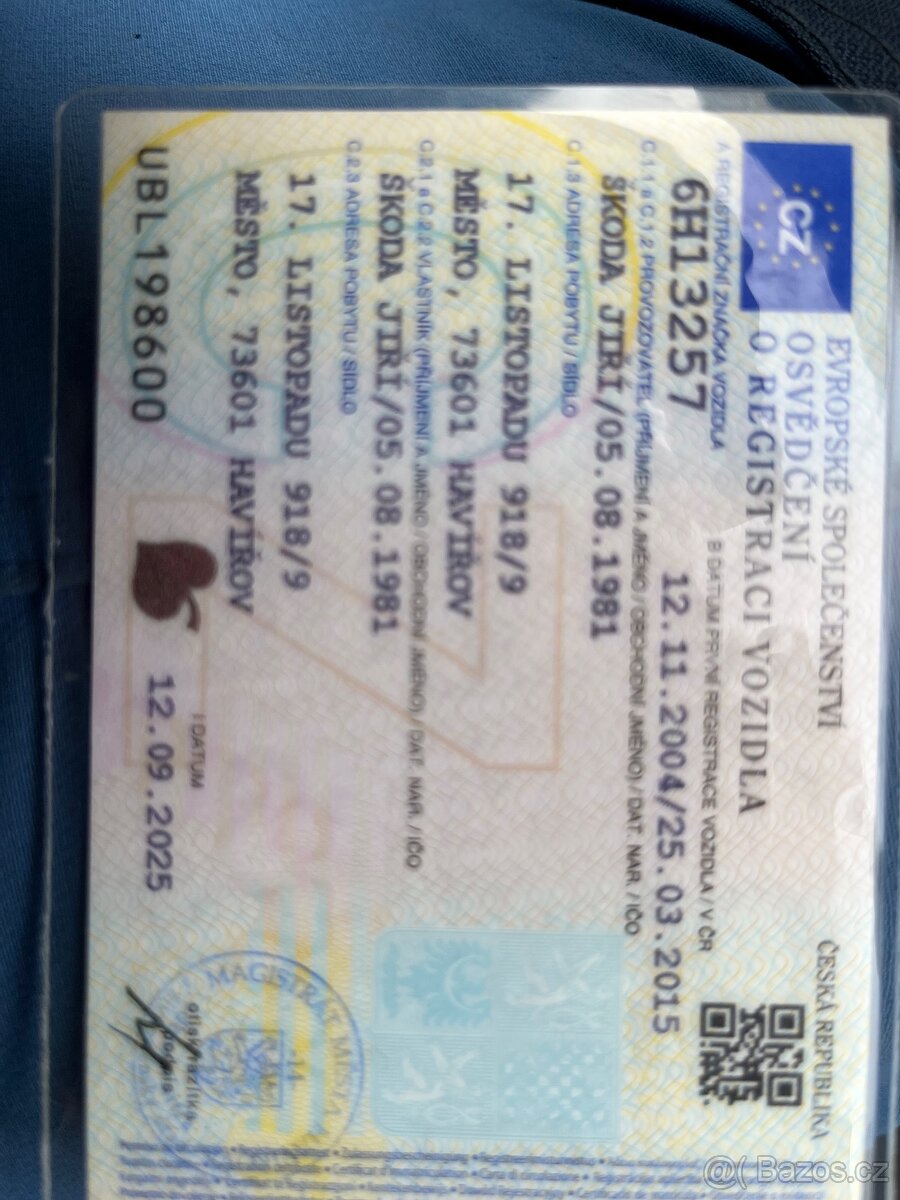 CZ
EVROPSKÉ SPOLEČENSTVÍ
ČESKÁ REPUBLIKA
OSVĚDČENÍ
O REGISTRACI VOZIDLA
A REGISTRAČNÍ ZNAČKA VOZIDLA
B DATUM PRVNÍ REGISTRACE VOZIDLA / V ČR
6H13257
12.11.2004/25.03.2015
C.1.1 a C.1.2 PROVOZOVATEL (PŘÍJMENÍ A JMÉNO / OBCHODNÍ JMÉNO) / DAT. NAR. / IČO
ŠKODA JIŘÍ/05.08.1981
C.1.3 ADRESA POBYTU / SÍDLO
17. LISTOPADU 918/9
MĚSTO, 73601 HAVÍŘOV
C.2.1 a C.2.2 VLASTNÍK (PŘÍJMENÍ A JMÉNO / OBCHODNÍ JMÉNO) / DAT. NAR. / IČO
ŠKODA JIŘÍ/05.08.1981
C.2.3 ADRESA POBYTU / SÍDLO
17. LISTOPADU 918/9
MĚSTO, 73601 HAVÍŘOV
I DATUM
UBL198600
12.09.2025
MAGISTRÁT MĚSTA
Bazos.cz